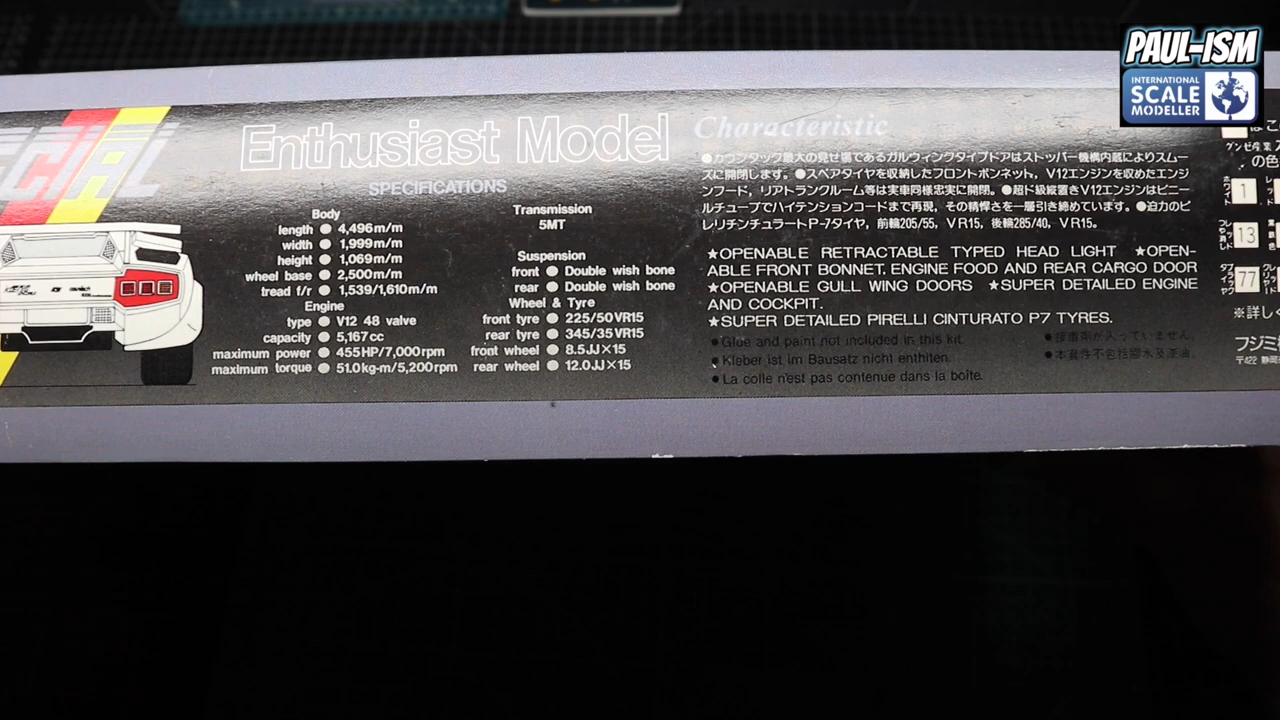 PAUL-ISM
INTERNATIONAL
SCALE
MODELLER
CIAL
Enthusiast Model
SPECIFICATIONS
Body
length ● 4,496m/m
width ● 1,999m/m
height ● 1,069m/m
wheel base ● 2,500m/m
tread f/r ● 1,539/1,610m/m
Engine
type ● V12 48 valve
capacity ● 5,167cc
maximum power ● 455HP/7,000rpm
maximum torque ● 51.0kg-m/5,200rpm
Transmission
5MT
Suspension
front ● Double wish bone
rear ● Double wish bone
Wheel & Tyre
front tyre ● 225/50VR15
rear tyre ● 345/35VR15
front wheel ● 8.5JJ×15
rear wheel ● 12.0JJ×15
Characteristic
●カウンタック最大の見せ場であるガルウィングタイプドアはストッパー機構内蔵によりスムー
ズに開閉します。●スペアタイヤを収納したフロントボンネット，V12エンジンを収めたエンジ
ンフード，リアトランクルーム等は実車同様忠実に開閉。●超ド級縦置きV12エンジンはビニー
ルチューブでハイテンションコードまで再現，その精悍さを一層引き締めています。●迫力のピ
レリチンチュラートP-7タイヤ，前輪205/55，VR15，後輪285/40，VR15。
★OPENABLE RETRACTABLE TYPED HEAD LIGHT ★OPEN-
ABLE FRONT BONNET, ENGINE FOOD AND REAR CARGO DOOR
★OPENABLE GULL WING DOORS ★SUPER DETAILED ENGINE
AND COCKPIT.
★SUPER DETAILED PIRELLI CINTURATO P7 TYRES.
●Glue and paint not included in this kit.
●Kleber ist im Bausatz nicht enthlten.
●La colle n'est pas contenue dans la boîte.
●接着剤が入っていません。
●本混件不包括膠水及漆油。
はこ
グンゼ産業
の色
1
13
77
※詳しく
フジミ
〒422 静岡